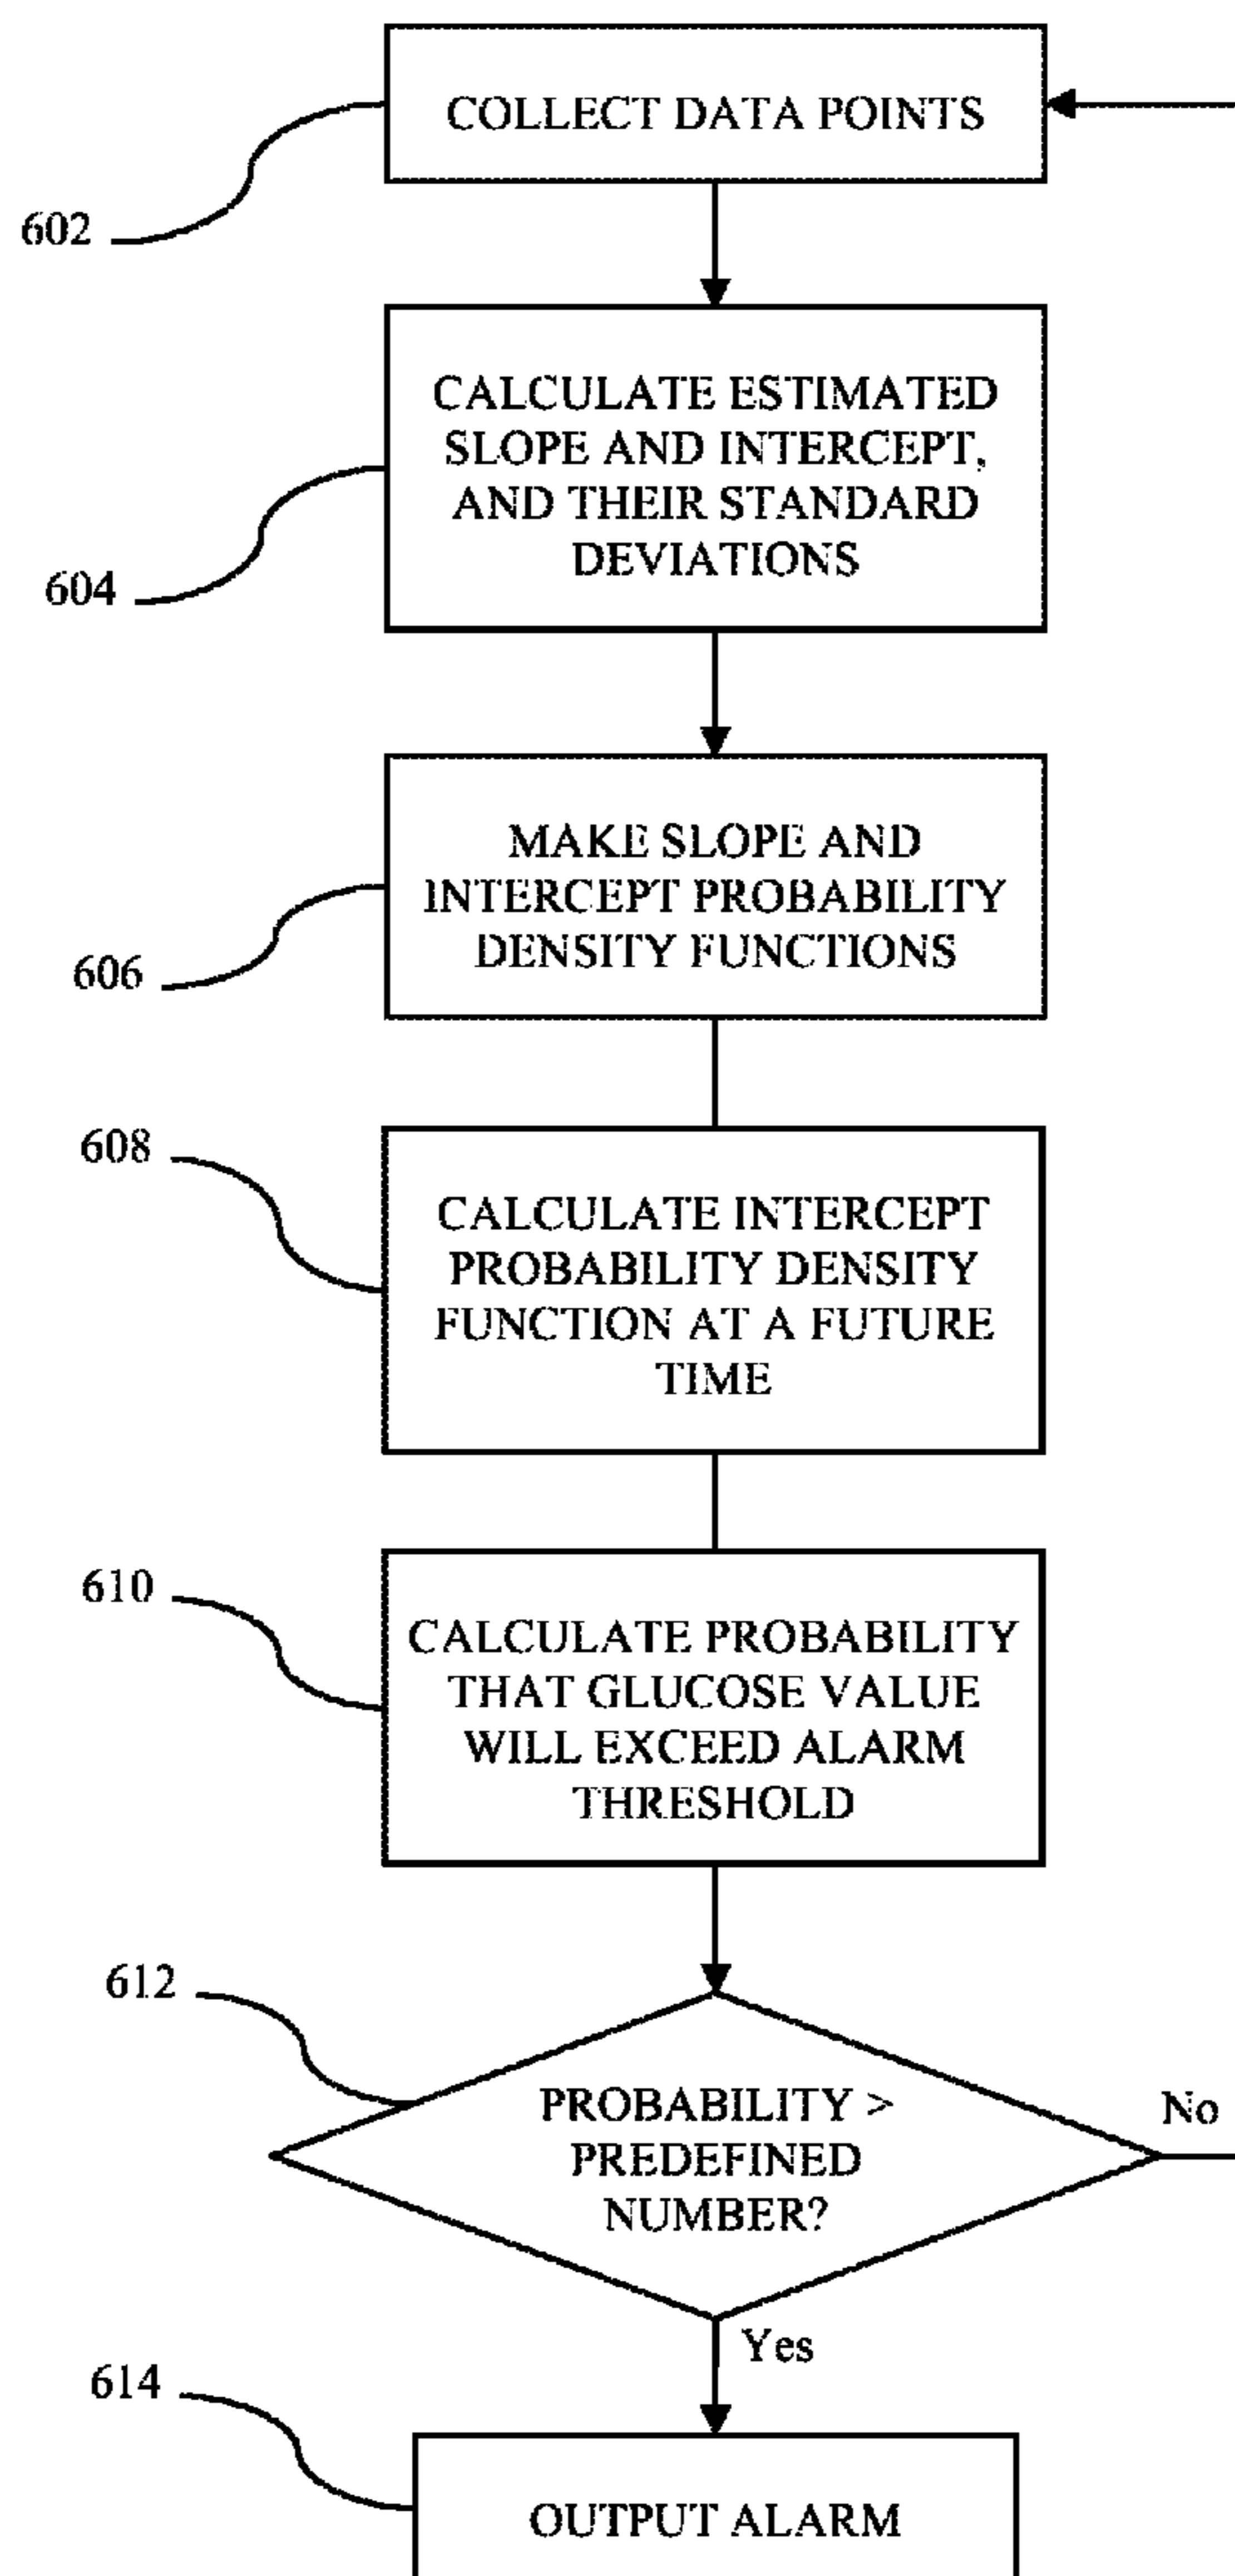 COLLECT DATA POINTS
602
CALCULATE ESTIMATED
SLOPE AND INTERCEPT,
AND THEIR STANDARD
DEVIATIONS
604
MAKE SLOPE AND
INTERCEPT PROBABILITY
DENSITY FUNCTIONS
606
608
CALCULATE INTERCEPT
PROBABILITY DENSITY
FUNCTION AT A FUTURE
TIME
610
CALCULATE PROBABILITY
THAT GLUCOSE VALUE
WILL EXCEED ALARM
THRESHOLD
612
PROBABILITY >
PREDEFINED
NUMBER?
No
Yes
614
OUTPUT ALARM